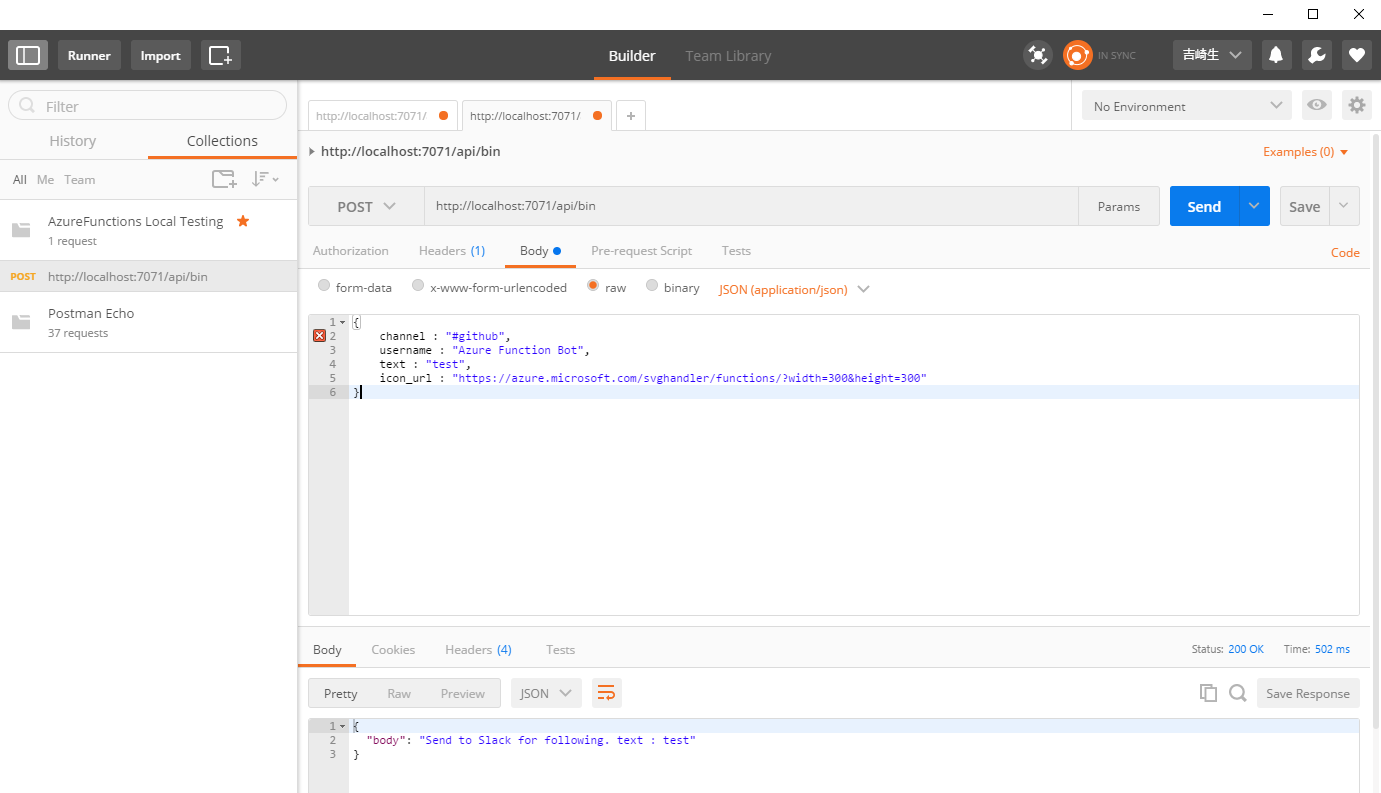 Runner Import Builder Team Library IN SYNC 吉崎生
Filter
History Collections
All Me Team
AzureFunctions Local Testing
1 request
POST http://localhost:7071/api/bin
Postman Echo
37 requests
http://localhost:7071/ http://localhost:7071/ +
No Environment
http://localhost:7071/api/bin
Examples (0)
POST http://localhost:7071/api/bin Params Send Save
Authorization Headers (1) Body Pre-request Script Tests Code
form-data x-www-form-urlencoded raw binary JSON (application/json)
1 {
2 channel : "#github",
3 username : "Azure Function Bot",
4 text : "test",
5 icon_url : "https://azure.microsoft.com/svghandler/functions/?width=300&height=300"
6 }
Body Cookies Headers (4) Tests Status: 200 OK Time: 502 ms
Pretty Raw Preview JSON Save Response
1 {
2 "body": "Send to Slack for following. text : test"
3 }